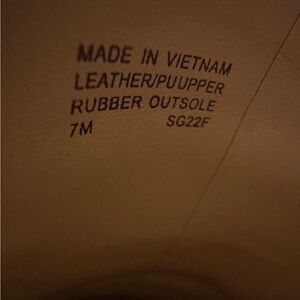 MADE IN VIETNAM
LEATHER/PUUPPER
RUBBER OUTSOLE
7M SG22F